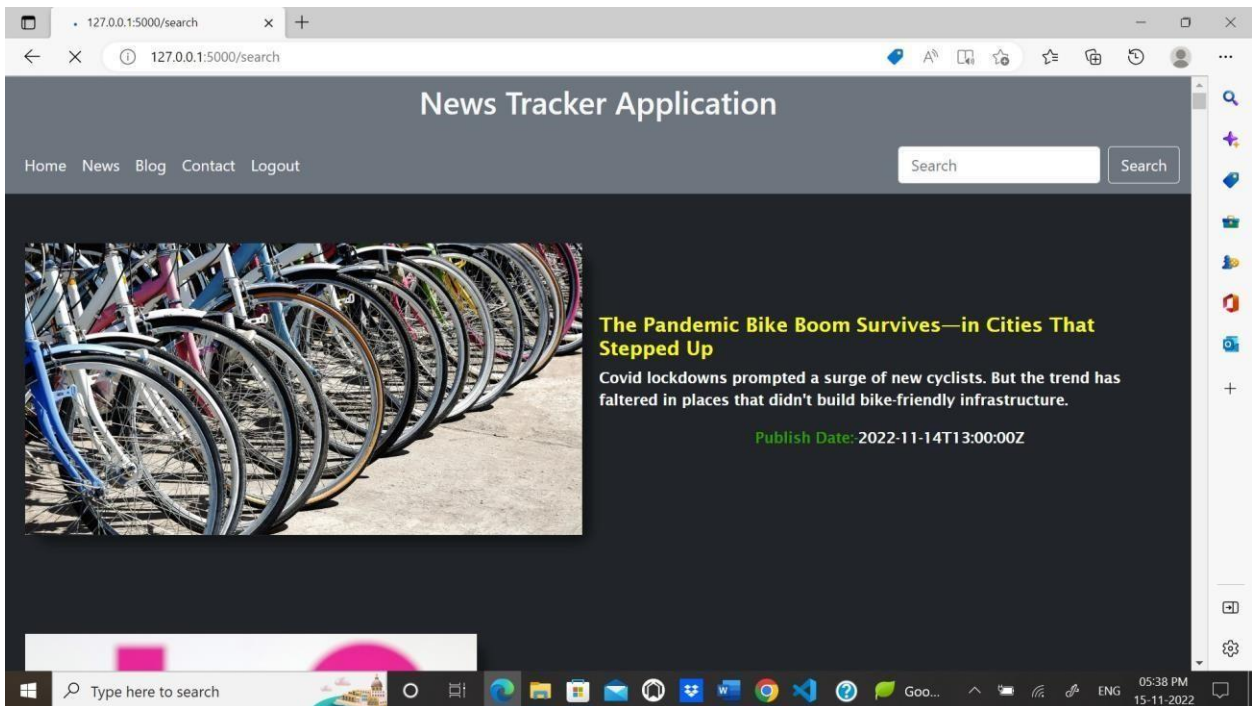 127.0.0.1:5000/search
127.0.0.1:5000/search
News Tracker Application
Home News Blog Contact Logout
Search
Search
The Pandemic Bike Boom Survives—in Cities That
Stepped Up
Covid lockdowns prompted a surge of new cyclists. But the trend has
faltered in places that didn't build bike-friendly infrastructure.
Publish Date:-2022-11-14T13:00:00Z
Type here to search
Goo...
ENG
05:38 PM
15-11-2022